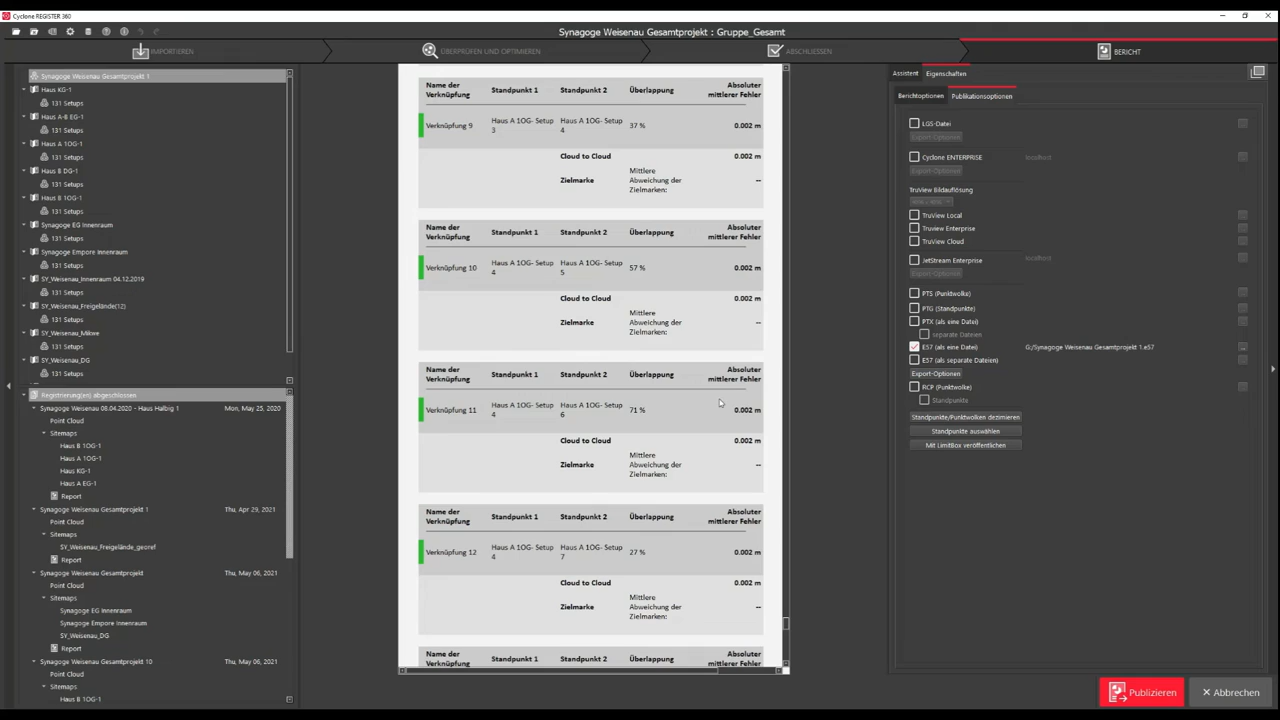 Cyclone REGISTER 360
Synagoge Weisenau Gesamtprojekt : Gruppe_Gesamt
IMPORTIEREN
ÜBERPRÜFEN UND OPTIMIEREN
ABSCHLIESSEN
BERICHT
Synagoge Weisenau Gesamtprojekt 1
Haus KG-1
131 Setups
Haus A-B EG-1
131 Setups
Haus A 1OG-1
131 Setups
Haus B DG-1
131 Setups
Haus B 1OG-1
131 Setups
Synagoge EG Innenraum
131 Setups
Synagoge Empore Innenraum
131 Setups
SY_Weisenau_Innenraum 04.12.2019
131 Setups
SY_Weisenau_Freigelände(12)
131 Setups
SY_Weisenau_Mikwe
131 Setups
SY_Weisenau_DG
131 Setups
Registrierung(en) abgeschlossen
Synagoge Weisenau 08.04.2020 - Haus Halbig 1 Mon, May 25, 2020
Point Cloud
Sitemaps
Haus B 1OG-1
Haus A 1OG-1
Haus KG-1
Haus A EG-1
Report
Synagoge Weisenau Gesamtprojekt 1 Thu, Apr 29, 2021
Point Cloud
Sitemaps
SY_Weisenau_Freigelände_georef
Report
Synagoge Weisenau Gesamtprojekt Thu, May 06, 2021
Point Cloud
Sitemaps
Synagoge EG Innenraum
Synagoge Empore Innenraum
SY_Weisenau_DG
Report
Synagoge Weisenau Gesamtprojekt 10 Thu, May 06, 2021
Point Cloud
Sitemaps
Haus B 1OG-1
Name der Verknüpfung Standpunkt 1 Standpunkt 2 Überlappung Absoluter mittlerer Fehler
Verknüpfung 9 Haus A 1OG- Setup 3 Haus A 1OG- Setup 4 37 % 0.002 m
Cloud to Cloud 0.002 m
Zielmarke Mittlere Abweichung der Zielmarken: --
Name der Verknüpfung Standpunkt 1 Standpunkt 2 Überlappung Absoluter mittlerer Fehler
Verknüpfung 10 Haus A 1OG- Setup 4 Haus A 1OG- Setup 5 57 % 0.002 m
Cloud to Cloud 0.002 m
Zielmarke Mittlere Abweichung der Zielmarken: --
Name der Verknüpfung Standpunkt 1 Standpunkt 2 Überlappung Absoluter mittlerer Fehler
Verknüpfung 11 Haus A 1OG- Setup 4 Haus A 1OG- Setup 6 71 % 0.002 m
Cloud to Cloud 0.002 m
Zielmarke Mittlere Abweichung der Zielmarken: --
Name der Verknüpfung Standpunkt 1 Standpunkt 2 Überlappung Absoluter mittlerer Fehler
Verknüpfung 12 Haus A 1OG- Setup 4 Haus A 1OG- Setup 7 27 % 0.002 m
Cloud to Cloud 0.002 m
Zielmarke Mittlere Abweichung der Zielmarken: --
Name der Verknüpfung Standpunkt 1 Standpunkt 2 Überlappung Absoluter mittlerer Fehler
Assistent Eigenschaften
Berichtoptionen Publikationsoptionen
LGS-Datei
Export-Optionen
Cyclone ENTERPRISE localhost
Export-Optionen
TruView Bildauflösung
TruView Local
Truview Enterprise
TruView Cloud
JetStream Enterprise localhost
Export-Optionen
PTS (Punktwolke)
PTG (Standpunkte)
PTX (als eine Datei)
separate Dateien
E57 (als eine Datei) G:/Synagoge Weisenau Gesamtprojekt 1.e57
E57 (als separate Dateien)
Export-Optionen
RCP (Punktwolke)
Standpunkte
Standpunkte/Punktwolken dezimieren
Standpunkte auswählen
Mit LimitBox veröffentlichen
Publizieren
Abbrechen